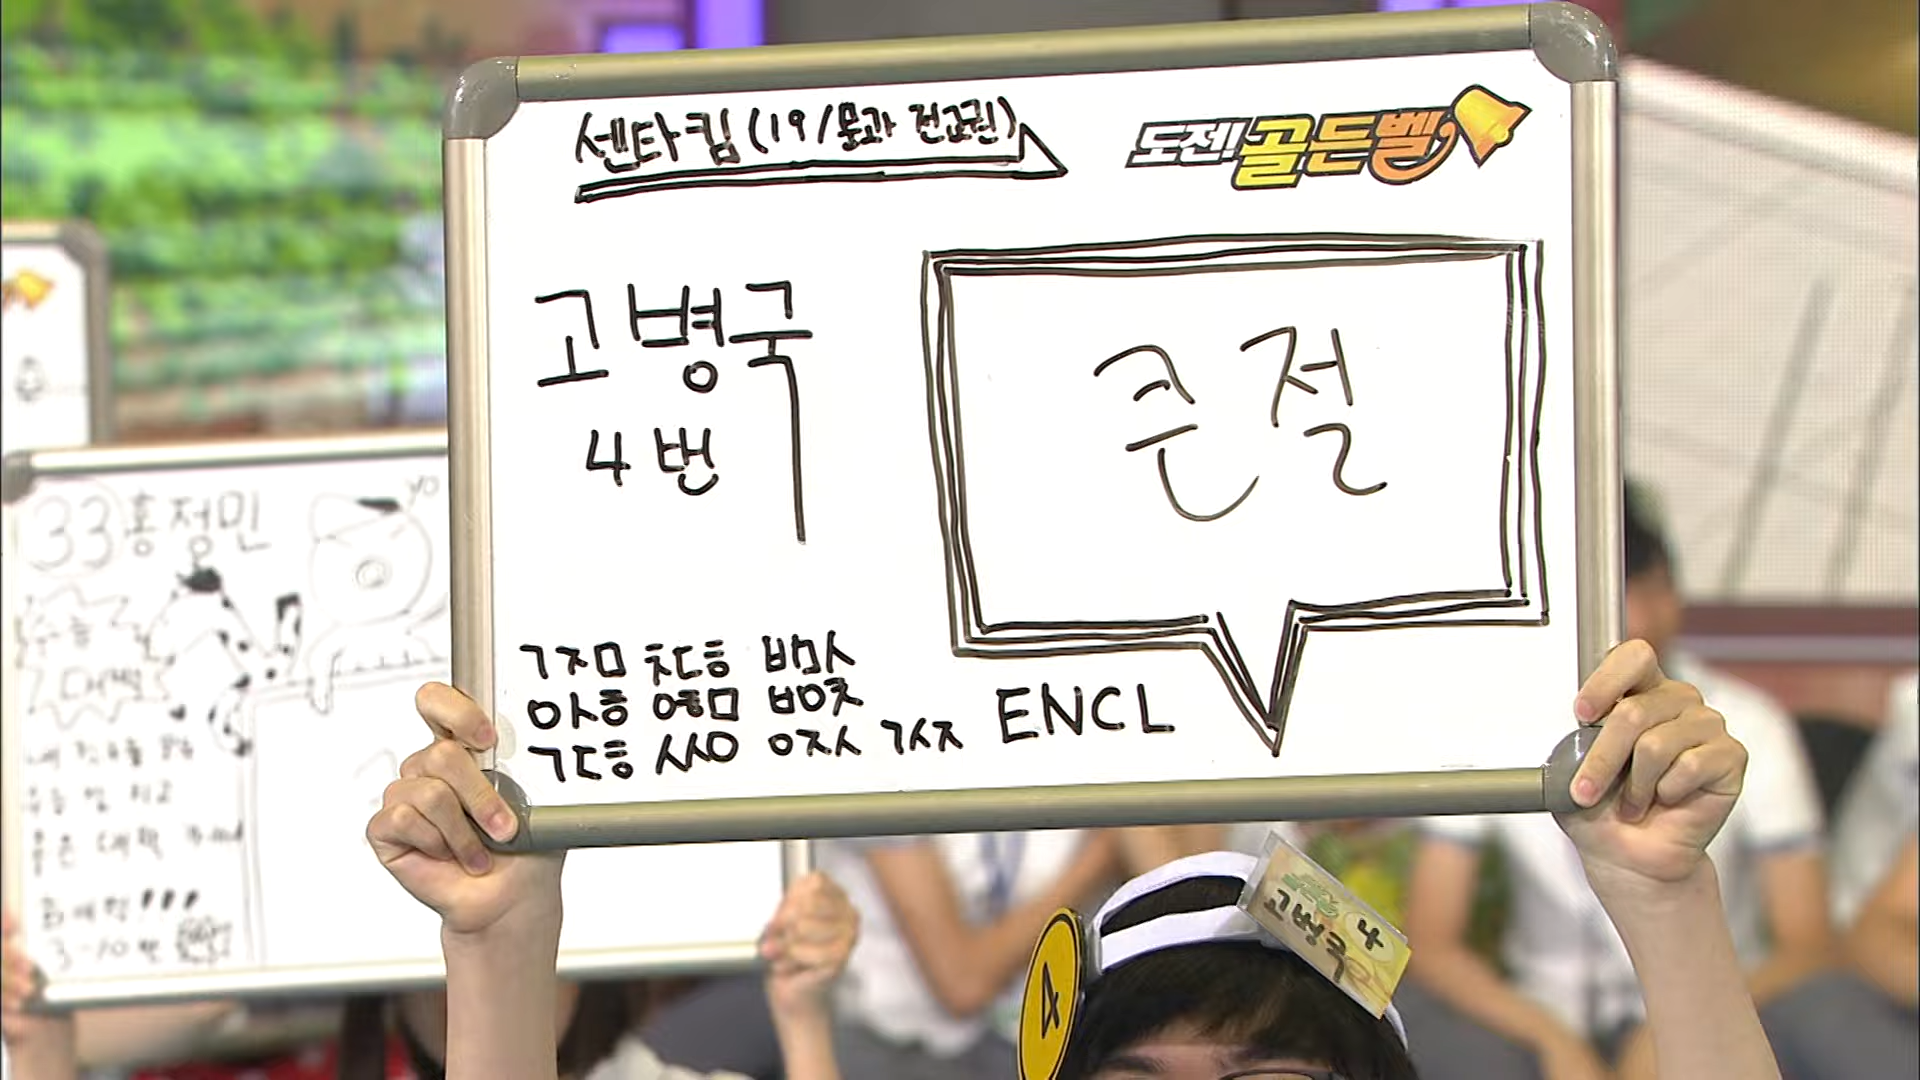 센타킴(19/문과 전교권)
도전! 골든벨
고병국
4번
큰절
ㄱㅈㅁ ㅊㄷㅎ ㅂㅁㅅ
ㅇㅅㅎ ㅇㅎㅁ ㅂㅇㅊ
ㄱㄷㅎ ㅅㅅㅇ ㅇㅈㅅ ㄱㅅㅈ ENCL
33 홍정민
yo
4
고병국
4